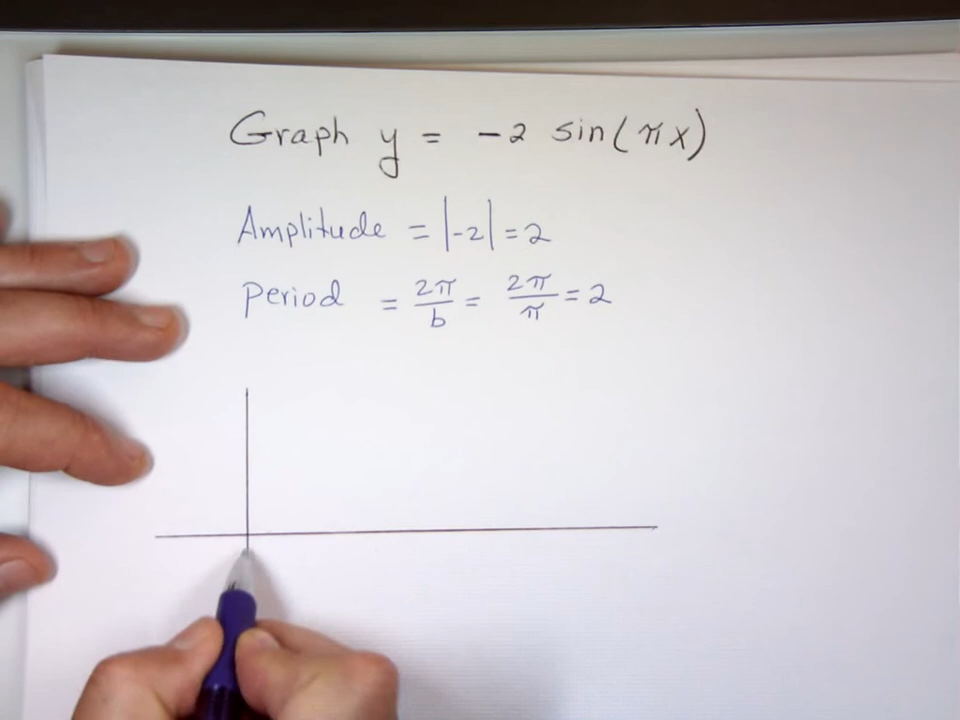 Graph y = -2 sin(πx)
Amplitude = |-2| = 2
Period = 2π/b = 2π/π = 2